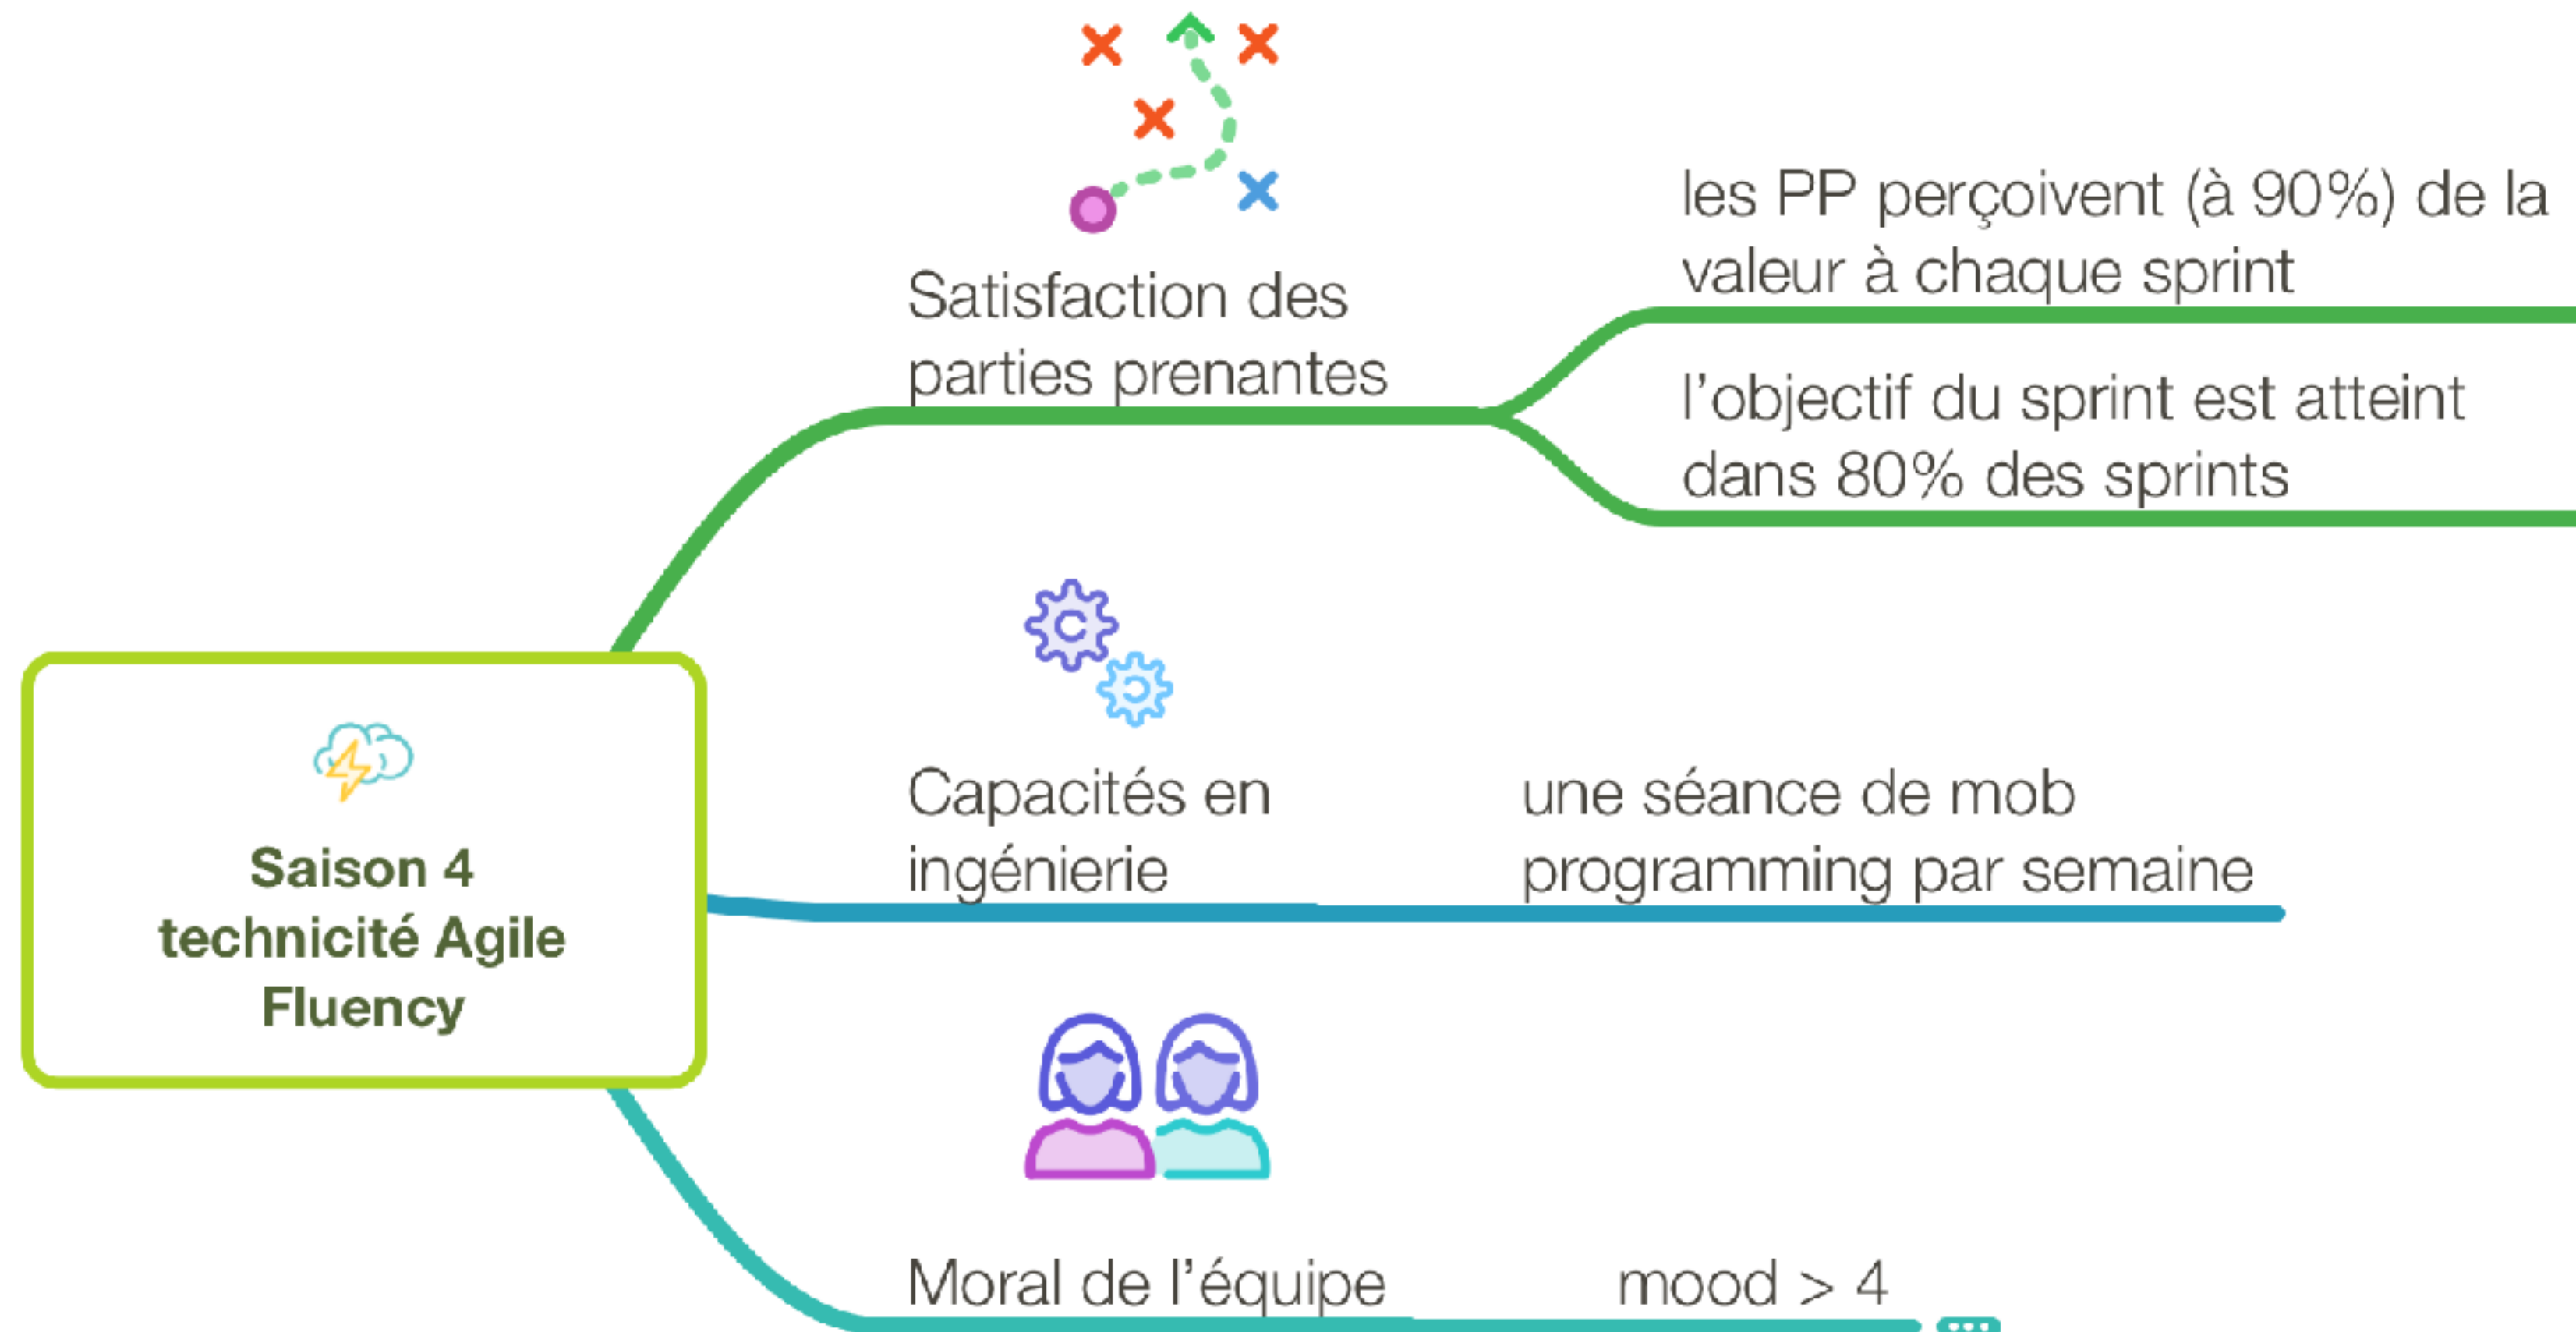 les PP perçoivent (à 90%) de la
valeur à chaque sprint
Satisfaction des
parties prenantes
l'objectif du sprint est atteint
dans 80% des sprints
Capacités en
ingénierie
une séance de mob
programming par semaine
Saison 4
technicité Agile
Fluency
Moral de l'équipe
mood > 4